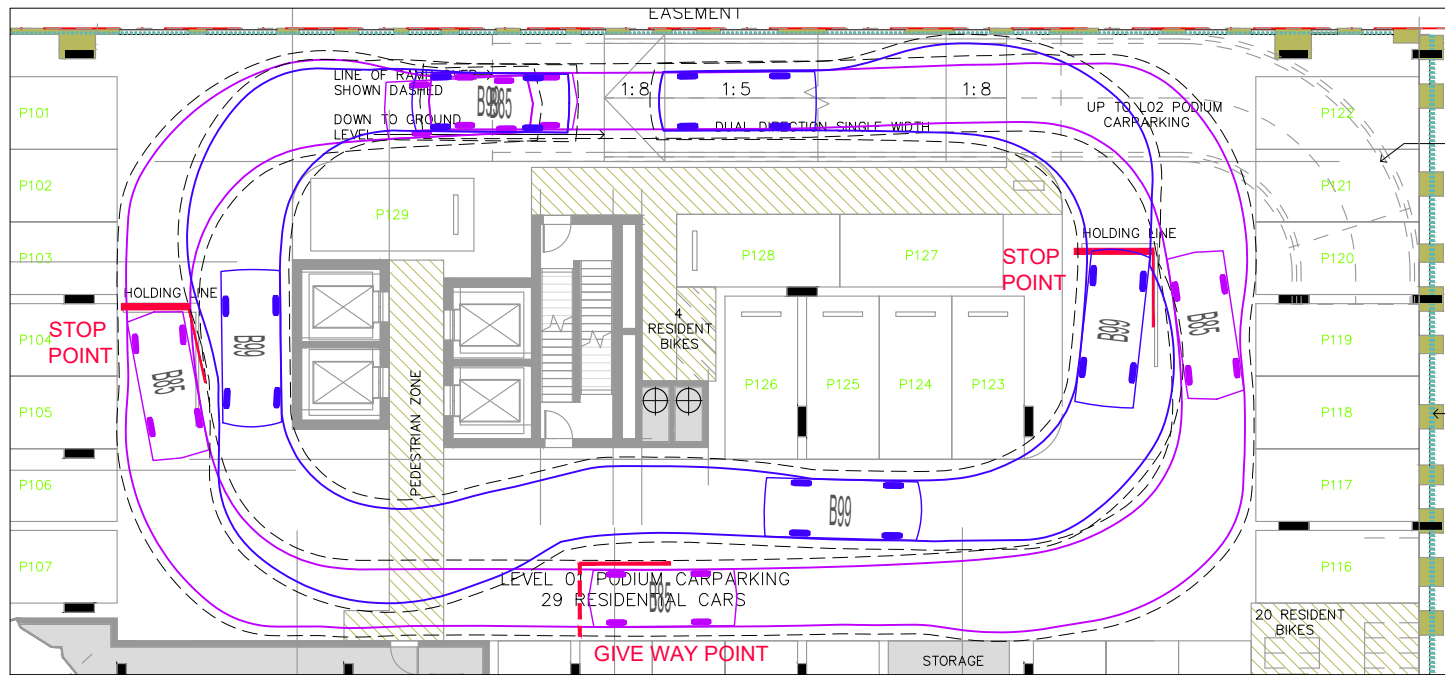 EASEMENT
LINE OF RAMP OVER
SHOWN DASHED
B99
B85
1:8
1:5
1:8
DOWN TO GROUND
LEVEL
DUAL DIRECTION SINGLE WIDTH
UP TO L02 PODIUM
CARPARKING
P101
P102
P103
P104
P105
P106
P107
P122
P121
P120
P119
P118
P117
P116
P129
P128
P127
STOP
POINT
HOLDING LINE
HOLDING LINE
STOP
POINT
4
RESIDENT
BIKES
B85
B99
B99
B85
P126
P125
P124
P123
PEDESTRIAN ZONE
B99
LEVEL 01 PODIUM CARPARKING
29 RESIDENTIAL CARS
B85
GIVE WAY POINT
STORAGE
20 RESIDENT
BIKES